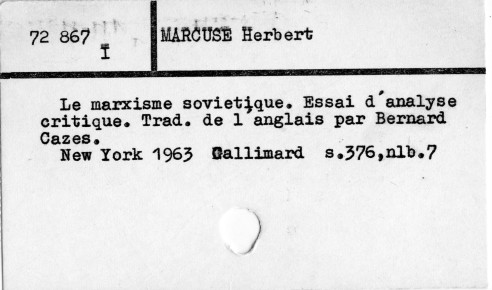 72 867
I
MARCUSE Herbert
Le marxisme sovietique. Essai d'analyse
critique. Trad. de l'anglais par Bernard
Cazes.
New York 1963 Gallimard s.376,nlb.7